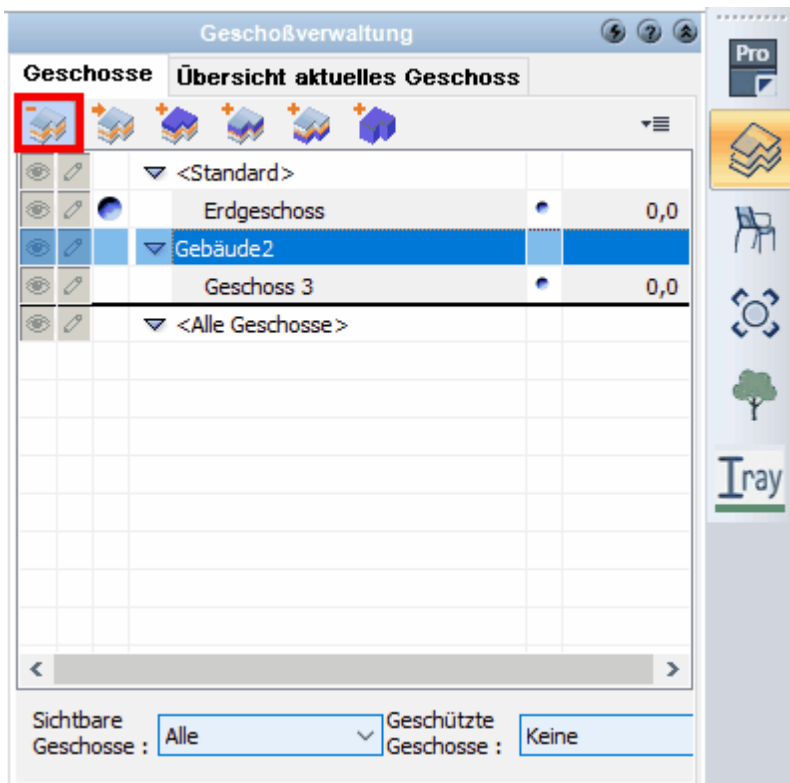 Geschoßverwaltung
Pro
Geschosse Übersicht aktuelles Geschoss
<Standard>
Erdgeschoss 0,0
Gebäude2
Geschoss 3 0,0
<Alle Geschosse>
Iray
Sichtbare Geschosse : Alle Geschützte Geschosse : Keine